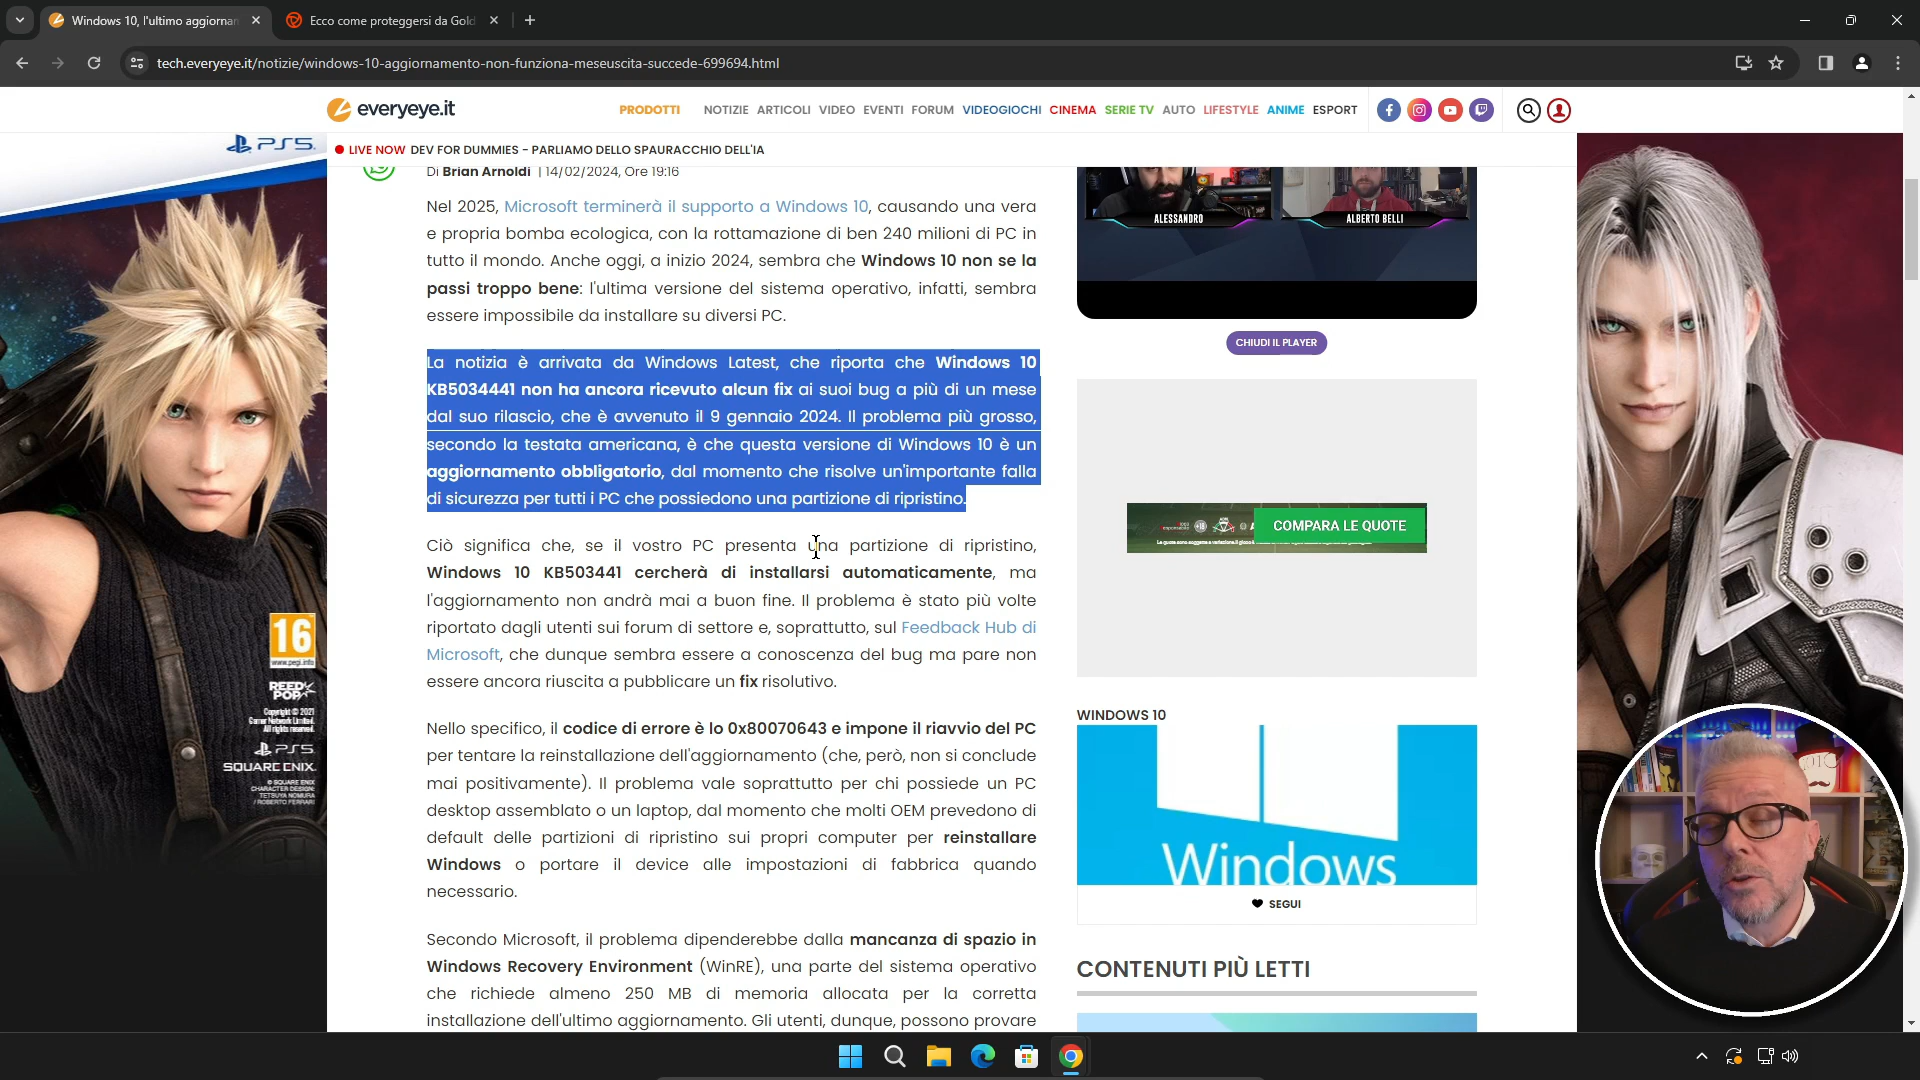 Windows 10, l'ultimo aggiornam
Ecco come proteggersi da Gold
tech.everyeye.it/notizie/windows-10-aggiornamento-non-funziona-meseuscita-succede-699694.html
everyeye.it
PRODOTTI NOTIZIE ARTICOLI VIDEO EVENTI FORUM VIDEOGIOCHI CINEMA SERIE TV AUTO LIFESTYLE ANIME ESPORT
LIVE NOW DEV FOR DUMMIES - PARLIAMO DELLO SPAURACCHIO DELL'IA
Di Brian Arnoldi | 14/02/2024, Ore 19:16
Nel 2025, Microsoft terminerà il supporto a Windows 10, causando una vera
e propria bomba ecologica, con la rottamazione di ben 240 milioni di PC in
tutto il mondo. Anche oggi, a inizio 2024, sembra che Windows 10 non se la
passi troppo bene: l'ultima versione del sistema operativo, infatti, sembra
essere impossibile da installare su diversi PC.
La notizia è arrivata da Windows Latest, che riporta che Windows 10
KB5034441 non ha ancora ricevuto alcun fix ai suoi bug a più di un mese
dal suo rilascio, che è avvenuto il 9 gennaio 2024. Il problema più grosso,
secondo la testata americana, è che questa versione di Windows 10 è un
aggiornamento obbligatorio, dal momento che risolve un'importante falla
di sicurezza per tutti i PC che possiedono una partizione di ripristino.
Ciò significa che, se il vostro PC presenta una partizione di ripristino,
Windows 10 KB503441 cercherà di installarsi automaticamente, ma
l'aggiornamento non andrà mai a buon fine. Il problema è stato più volte
riportato dagli utenti sui forum di settore e, soprattutto, sul Feedback Hub di
Microsoft, che dunque sembra essere a conoscenza del bug ma pare non
essere ancora riuscita a pubblicare un fix risolutivo.
Nello specifico, il codice di errore è lo 0x80070643 e impone il riavvio del PC
per tentare la reinstallazione dell'aggiornamento (che, però, non si conclude
mai positivamente). Il problema vale soprattutto per chi possiede un PC
desktop assemblato o un laptop, dal momento che molti OEM prevedono di
default delle partizioni di ripristino sui propri computer per reinstallare
Windows o portare il device alle impostazioni di fabbrica quando
necessario.
Secondo Microsoft, il problema dipenderebbe dalla mancanza di spazio in
Windows Recovery Environment (WinRE), una parte del sistema operativo
che richiede almeno 250 MB di memoria allocata per la corretta
installazione dell'ultimo aggiornamento. Gli utenti, dunque, possono provare
ALESSANDRO
ALBERTO BELLI
CHIUDI IL PLAYER
COMPARA LE QUOTE
WINDOWS 10
Windows
SEGUI
CONTENUTI PIÙ LETTI
PS5
16
www.pegi.info
REEDPOP
PS5
SQUARE ENIX
© SQUARE ENIX
CHARACTER DESIGN:
TETSUYA NOMURA
/ ROBERTO FERRARI